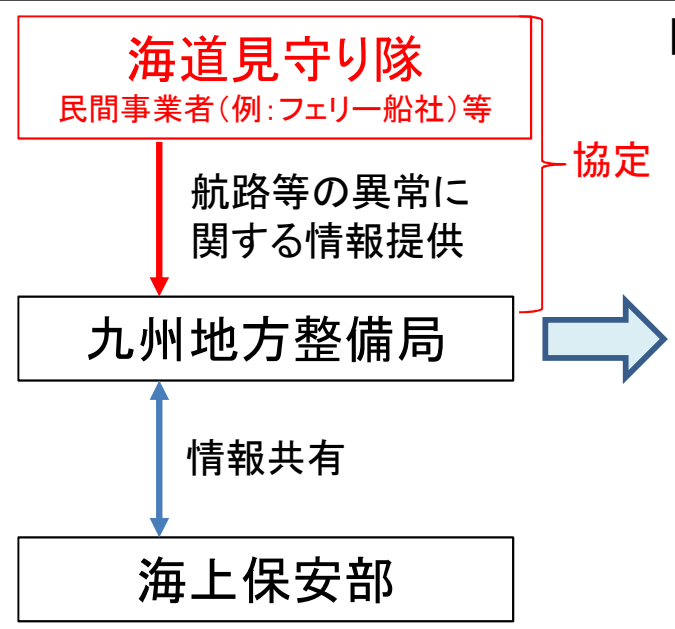 海道見守り隊
民間事業者(例:フェリー船社)等
協定
航路等の異常に
関する情報提供
九州地方整備局
情報共有
海上保安部